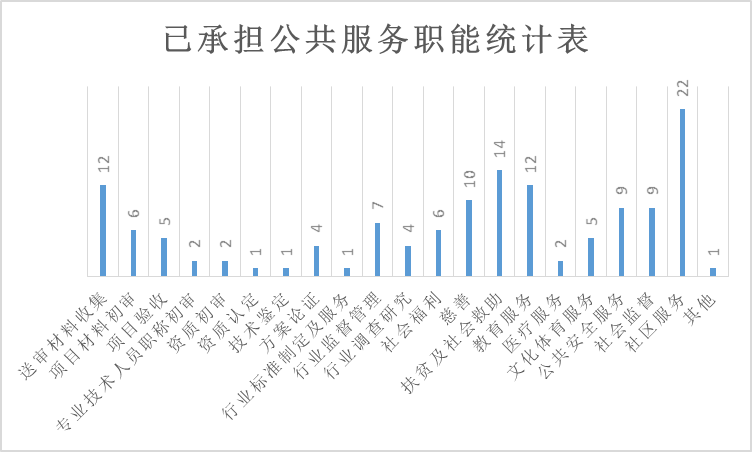 已承担公共服务职能统计表
12
6
5
2
2
1
1
4
1
7
4
6
10
14
12
2
5
9
9
22
1
送审材料收集
项目材料初审
项目验收
专业技术人员职称初审
资质初审
资质认定
技术鉴定
方案论证
行业标准制定及服务
行业监督管理
行业调查研究
社会福利
慈善
扶贫及社会救助
教育服务
医疗服务
文化体育服务
公共安全服务
社会监督
社区服务
其他